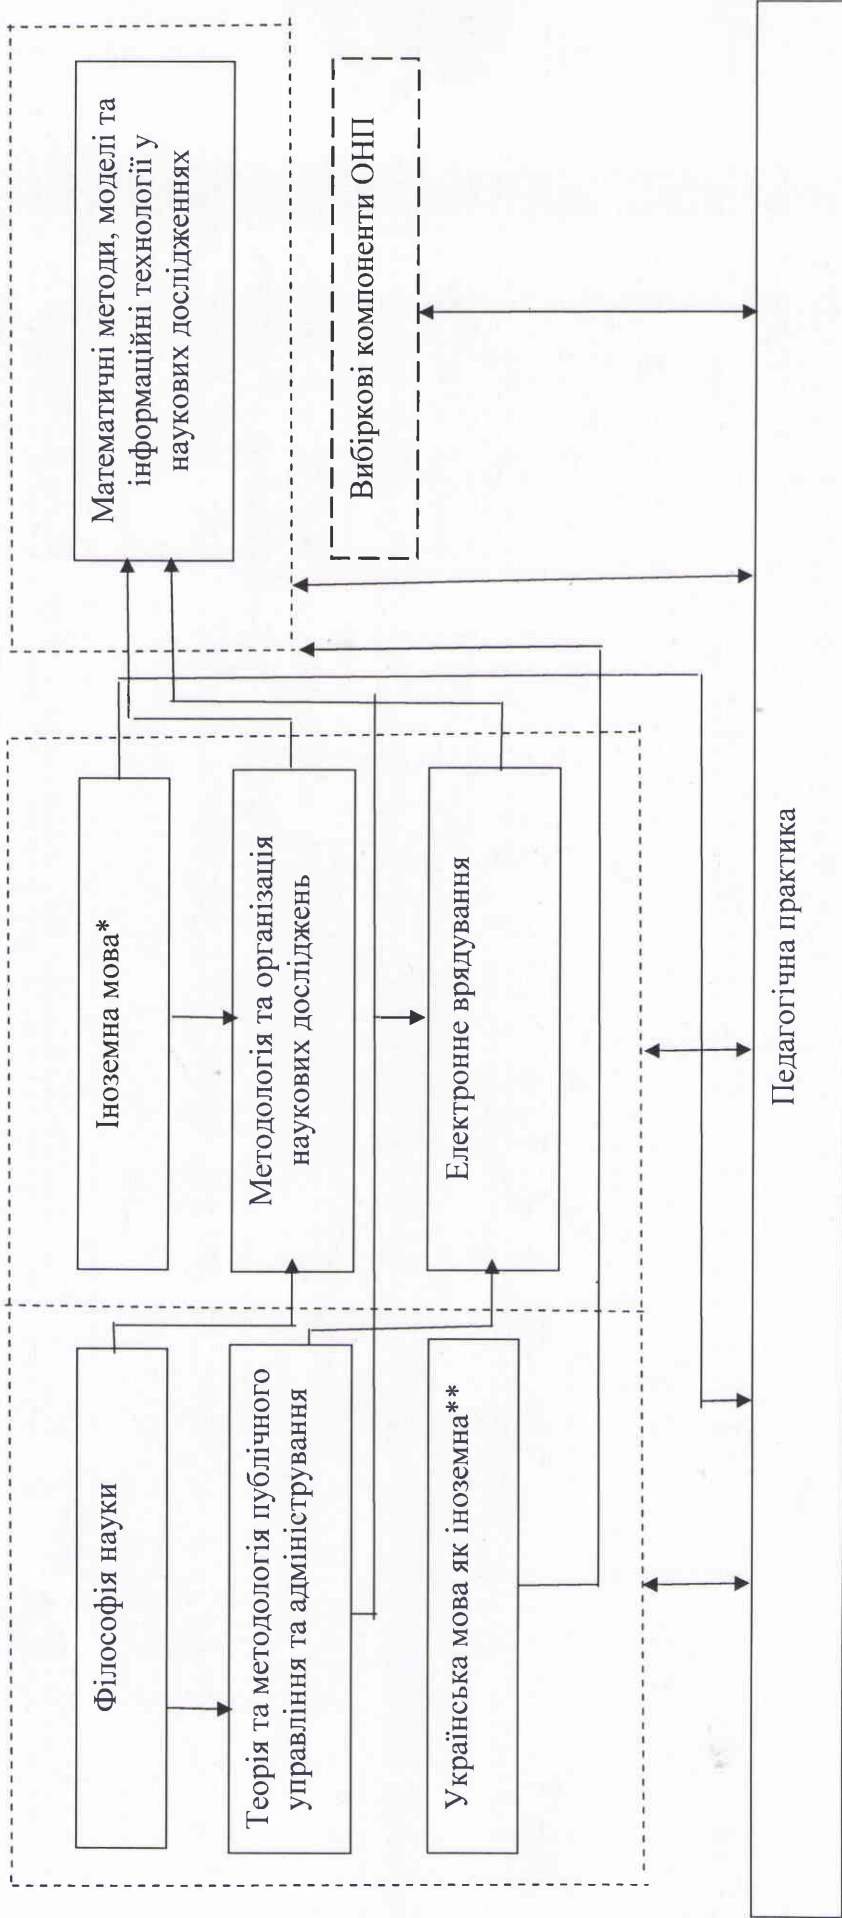 Філософія науки
Теорія та методологія публічного
управління та адміністрування
Українська мова як іноземна**
Іноземна мова*
Методологія та організація
наукових досліджень
Електронне врядування
Математичні методи, моделі та
інформаційні технології у
наукових дослідженнях
Вибіркові компоненти ОНП
Педагогічна практика